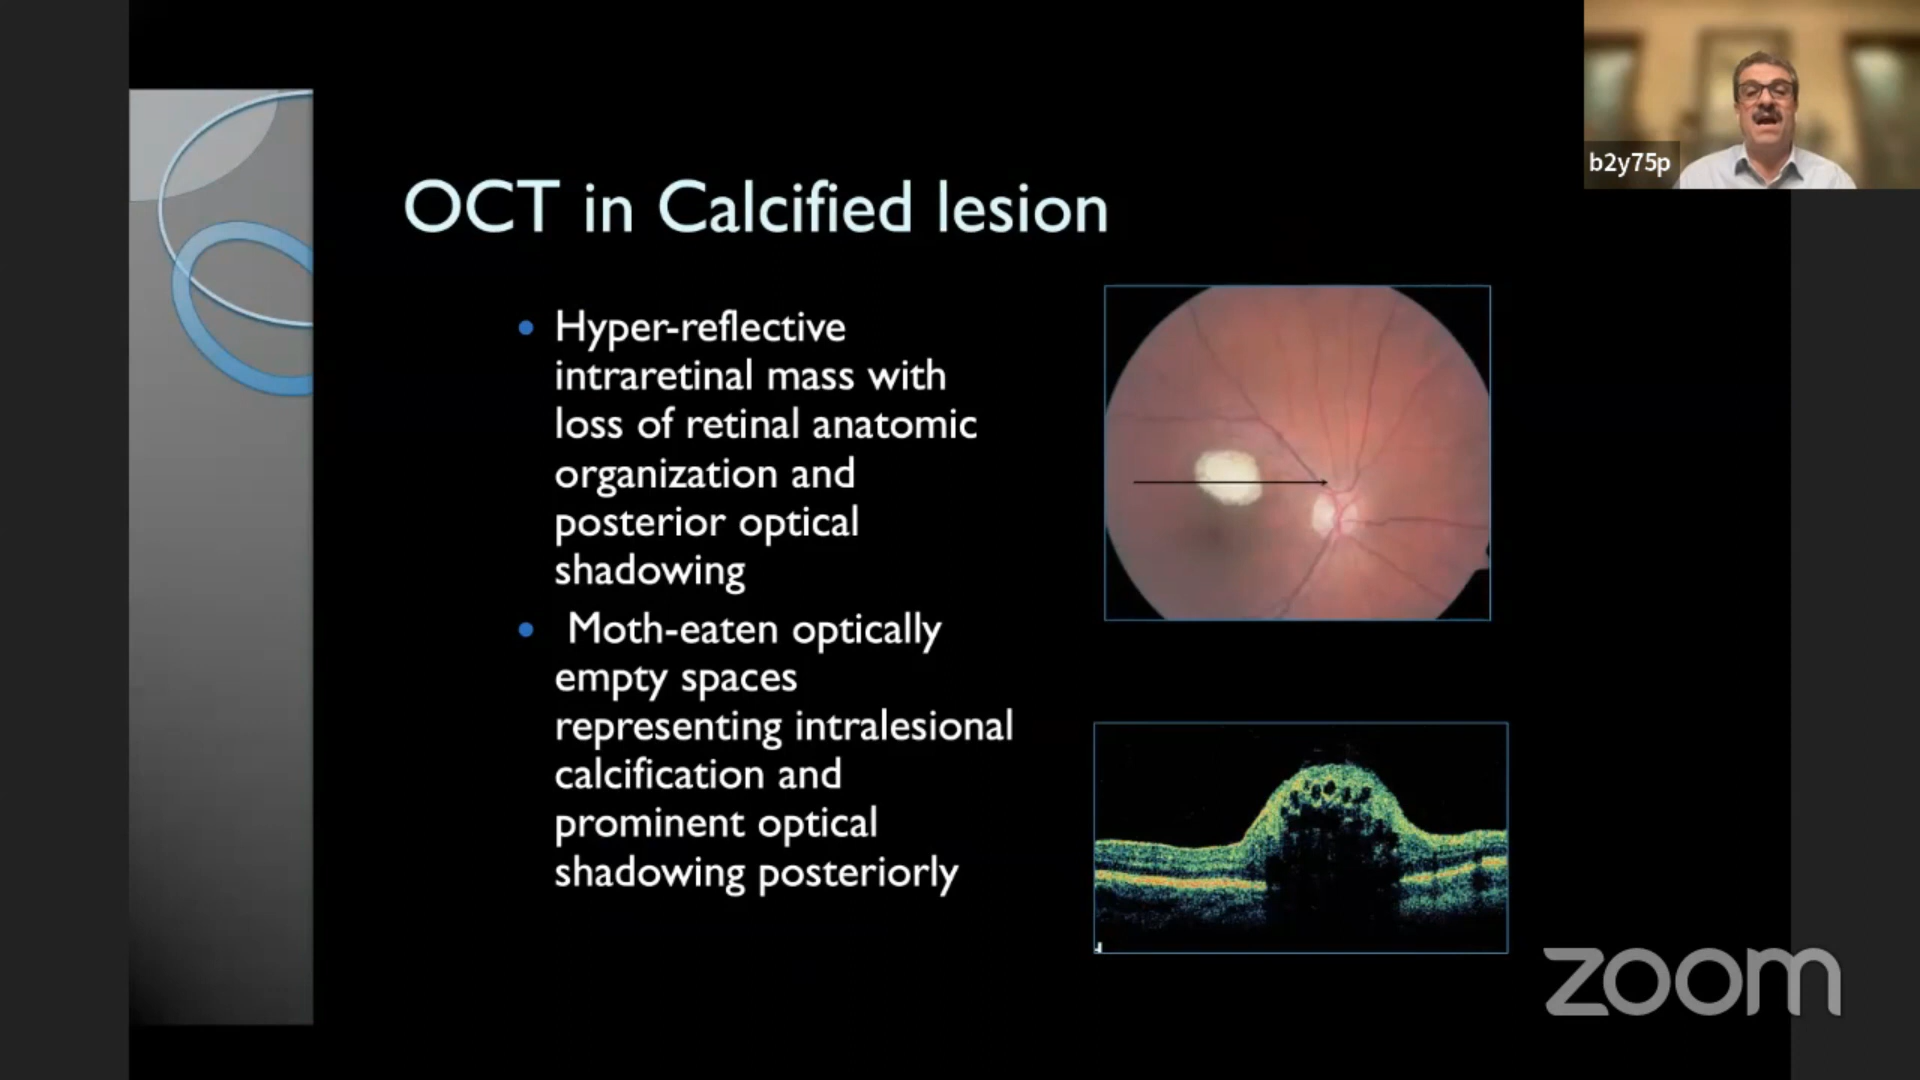 b2y75p
OCT in Calcified lesion
Hyper-reflective
intraretinal mass with
loss of retinal anatomic
organization and
posterior optical
shadowing
Moth-eaten optically
empty spaces
representing intralesional
calcification and
prominent optical
shadowing posteriorly
zoom